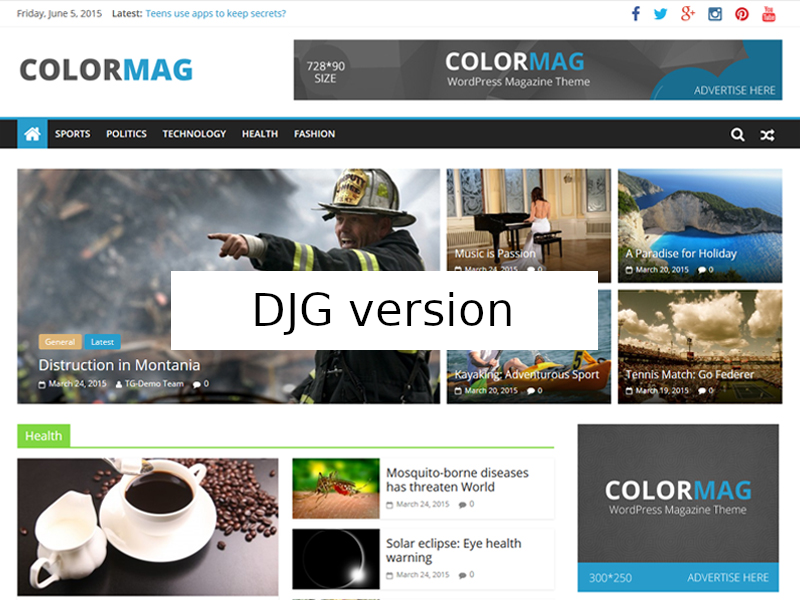 Friday, June 5, 2015 Latest: Teens use apps to keep secrets?
COLORMAG
728*90
SIZE
COLORMAG
WordPress Magazine Theme
ADVERTISE HERE
SPORTS POLITICS TECHNOLOGY HEALTH FASHION
DEPUTY
CHIEF
Music is Passion
March 24, 2015 0
A Paradise for Holiday
March 20, 2015 0
DJG version
General Latest
Distruction in Montania
March 24, 2015 TG-Demo Team 0
Kayaking: Adventurous Sport
March 20, 2015 0
Tennis Match: Go Federer
March 19, 2015 0
Health
Mosquito-borne diseases
has threaten World
March 24, 2015 0
Solar eclipse: Eye health
warning
March 24, 2015 0
COLORMAG
WordPress Magazine Theme
300*250 ADVERTISE HERE